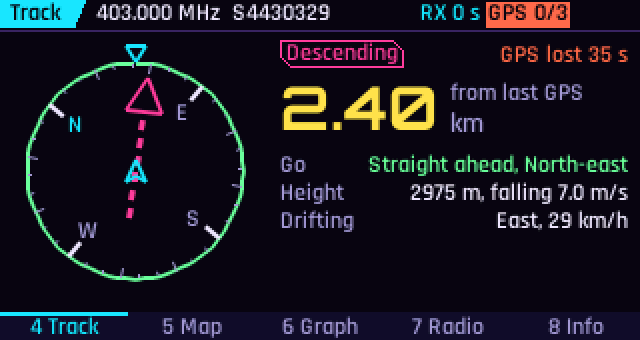 Track 403.000 MHz S4430329 RX 0 s GPS 0/3
Descending GPS lost 35 s
2.40 from last GPS
km
N E
W S
Go Straight ahead, North-east
Height 2975 m, falling 7.0 m/s
Drifting East, 29 km/h
4 Track 5 Map 6 Graph 7 Radio 8 Info